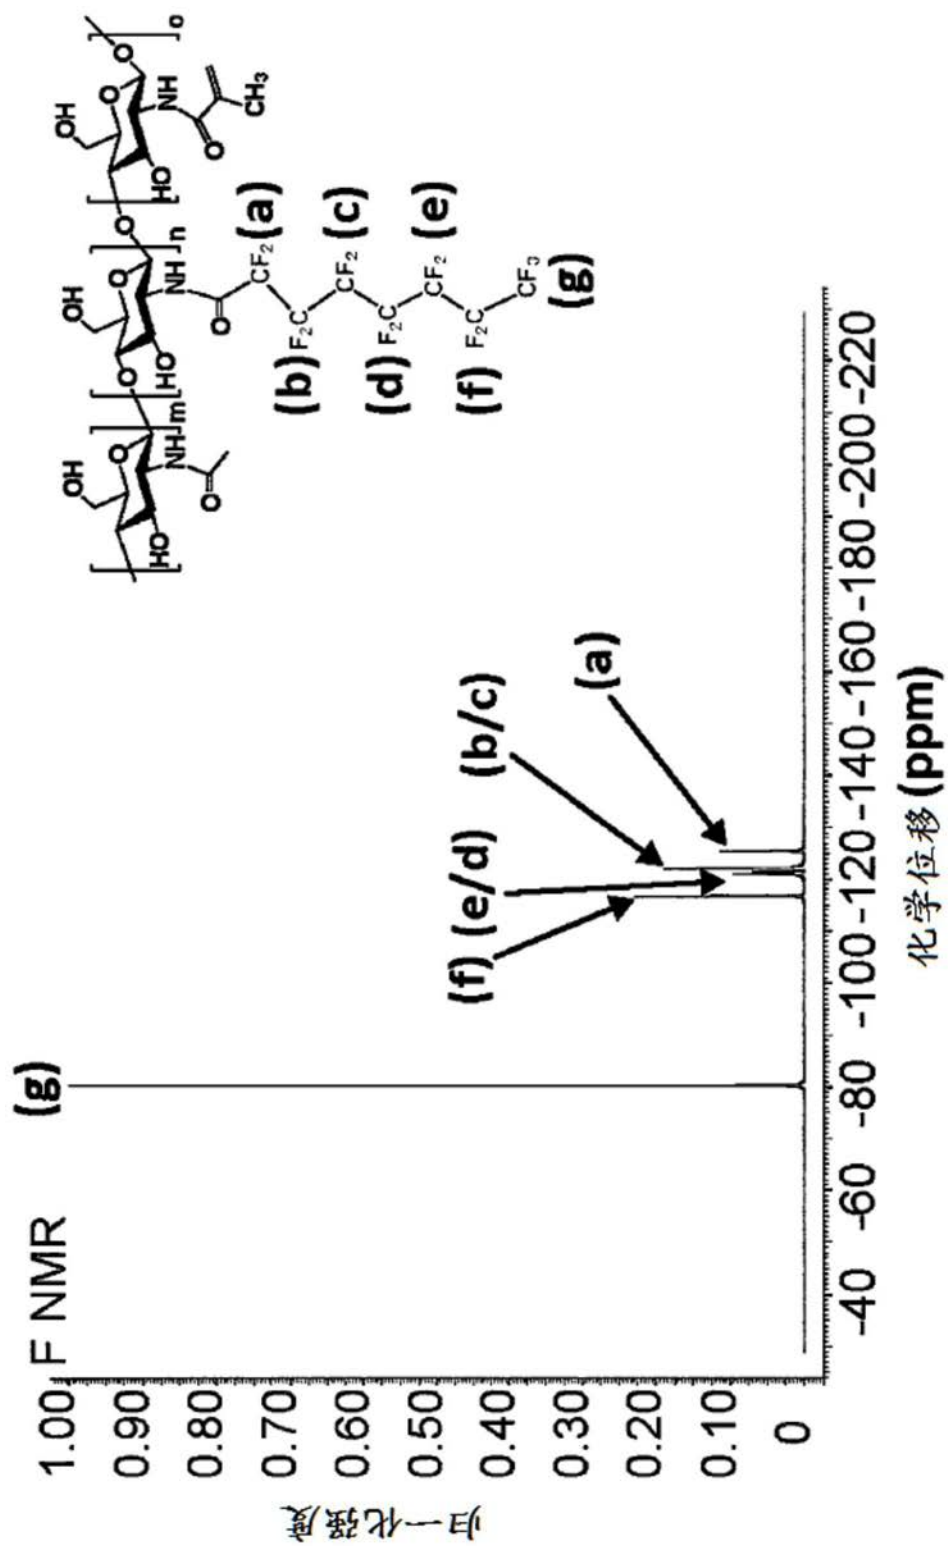 F NMR
(g)
(f)
(e/d)
(b/c)
(a)
1.00
0.90
0.80
0.70
0.60
0.50
0.40
0.30
0.20
0.10
0
归一化强度
-40 -60 -80 -100 -120 -140 -160 -180 -200 -220
化学位移 (ppm)
OH OH OH
O O O O O O
HO HO HO
NH m NH n NH o
O O O CH3
CF2 (a)
(b) F2C
CF2 (c)
(d) F2C
CF2 (e)
(f) F2C
CF3
(g)